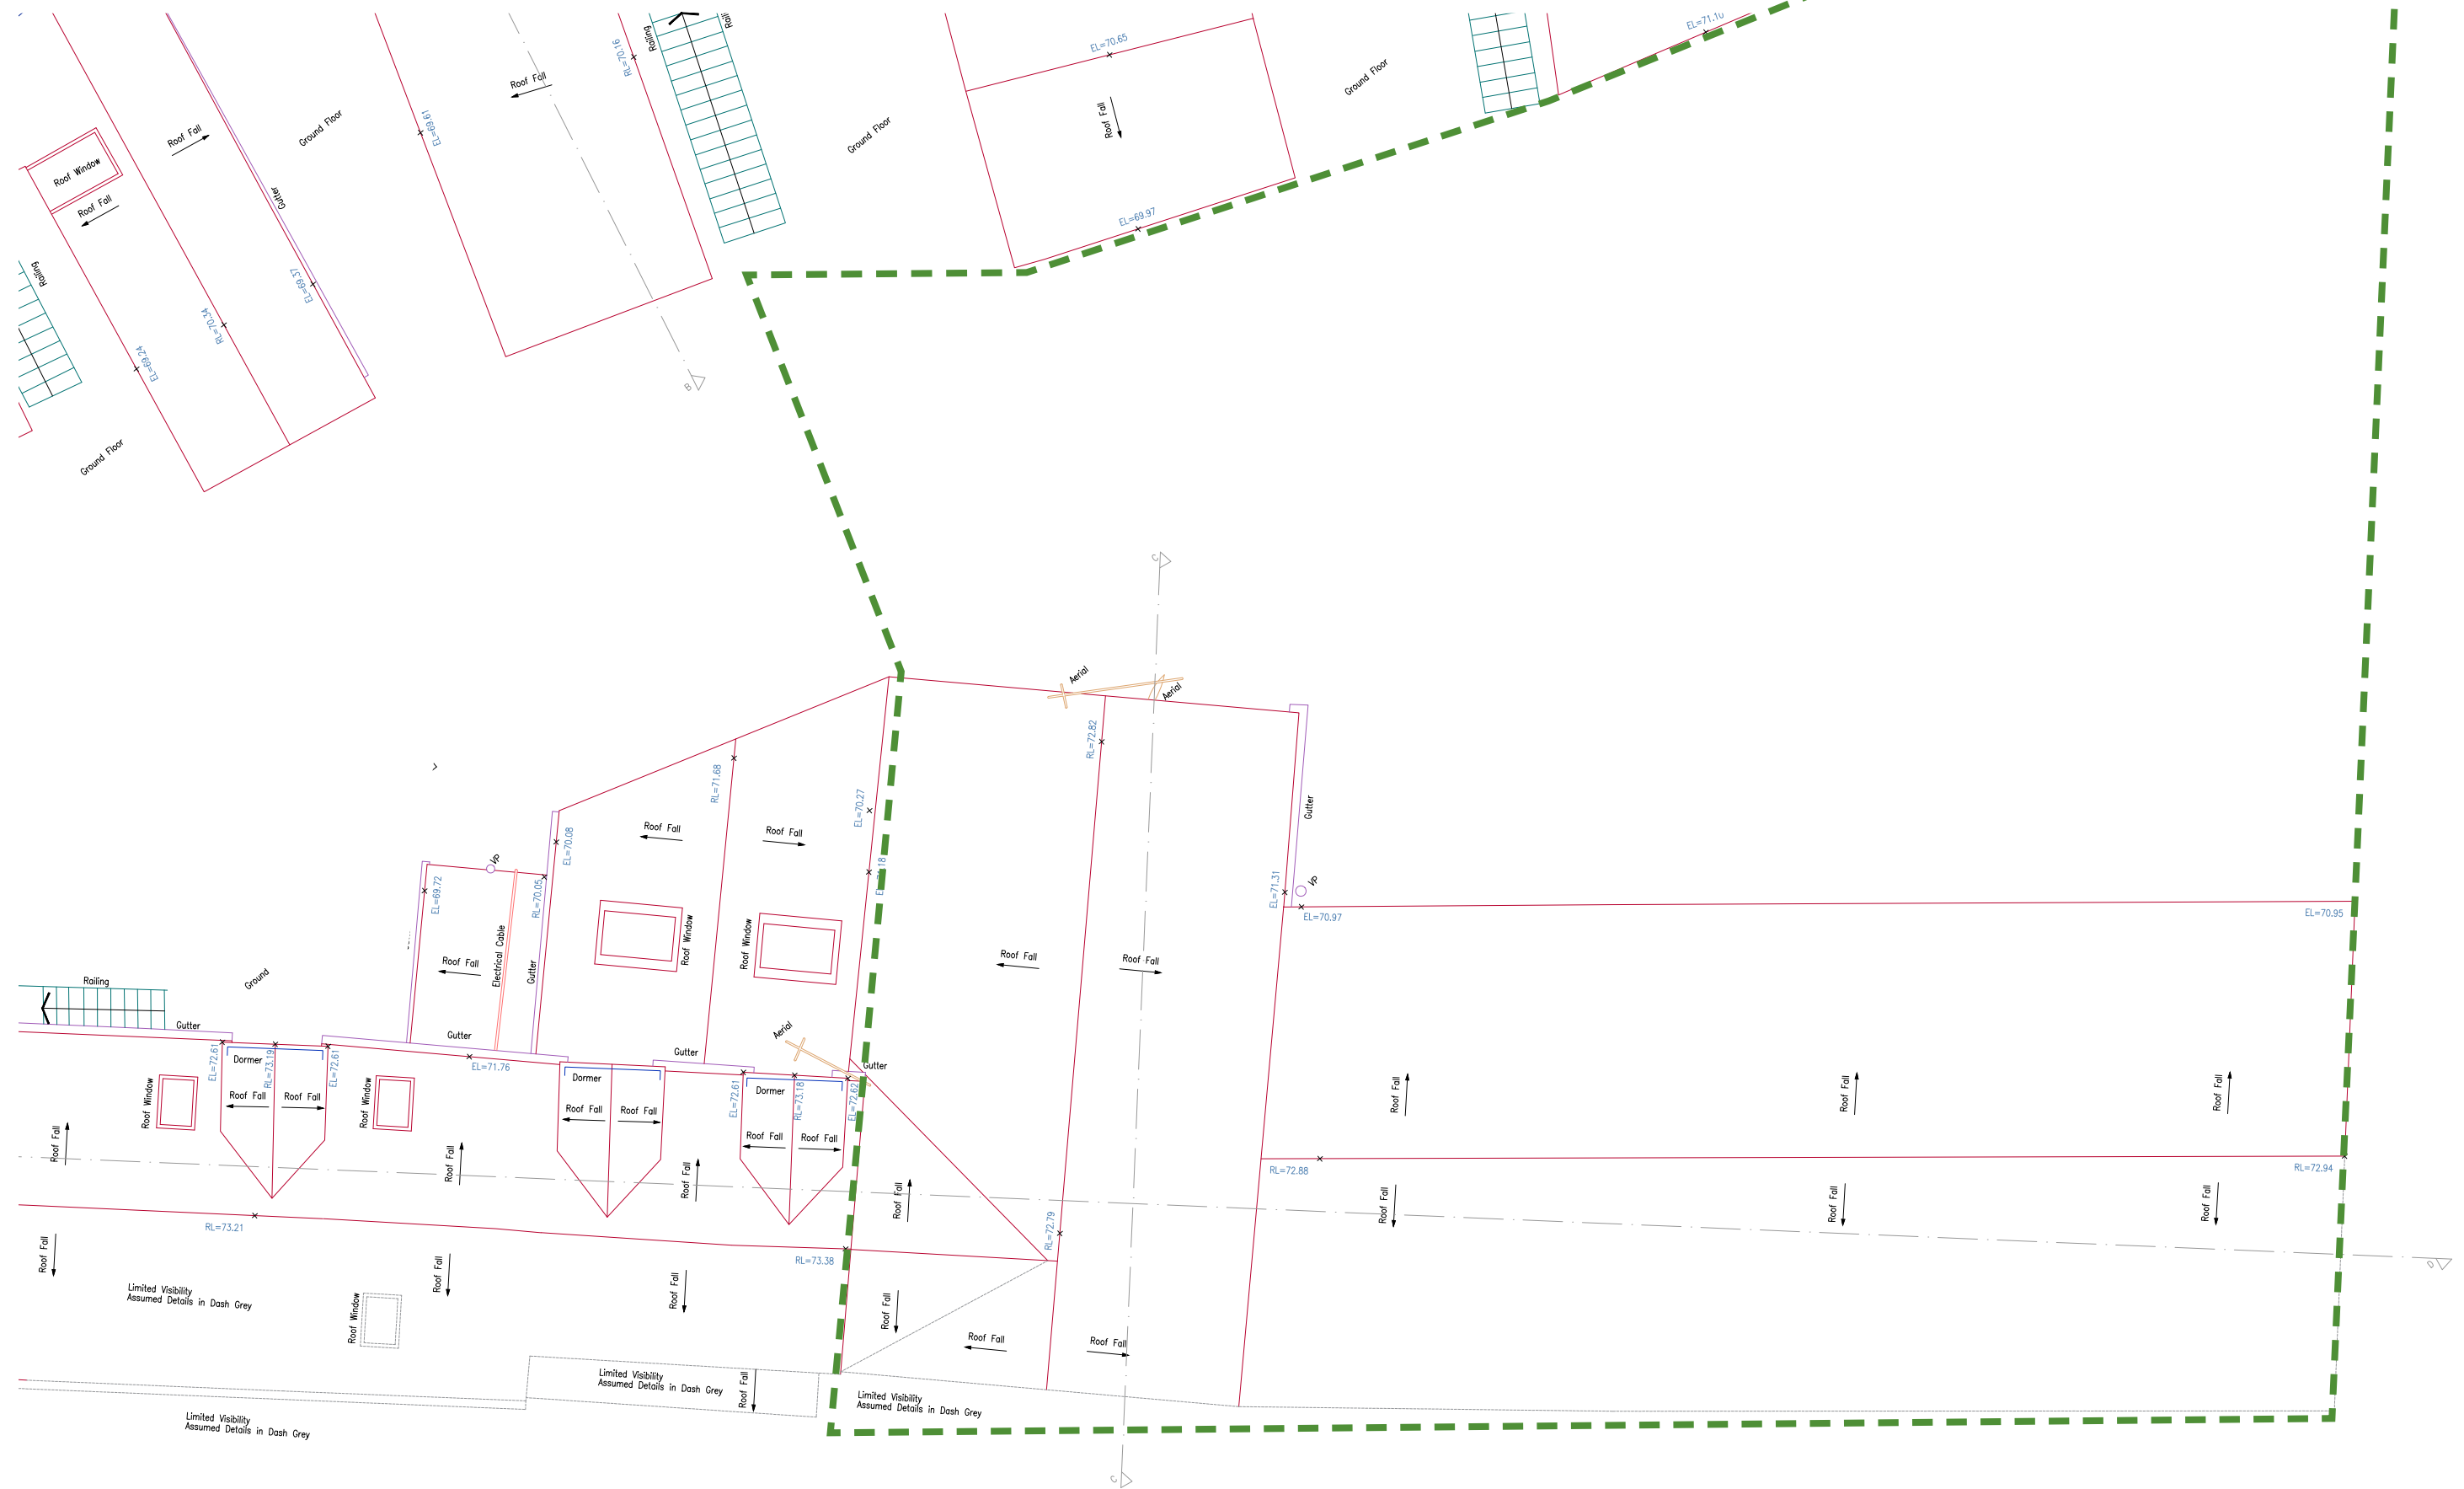 Railing
Railing
EL=71.10
RL=70.16
EL=70.65
Roof Fall
Ground Floor
EL=69.61
Roof Fall
Ground Floor
Roof Fall
Ground Floor
Roof Window
Roof Fall
Gutter
EL=69.97
Railing
EL=69.37
RL=70.34
EL=69.24
B
Ground Floor
C
Aerial
Aerial
RL=72.82
RL=71.68
EL=70.27
Gutter
Roof Fall
Roof Fall
EL=70.08
VP
EL=69.72
RL=70.05
EL=71.31
VP
EL=70.97
EL=70.95
Roof Window
Roof Window
Electrical Cable
Roof Fall
Gutter
Roof Fall
Roof Fall
Railing
Ground
Gutter
Gutter
Gutter
Aerial
Gutter
EL=72.61
Dormer
RL=73.19
EL=72.61
EL=71.76
Dormer
EL=72.61
Dormer
RL=73.18
EL=72.62
Roof Window
Roof Fall
Roof Fall
Roof Window
Roof Fall
Roof Fall
Roof Fall
Roof Fall
Roof Fall
Roof Fall
Roof Fall
Roof Fall
Roof Fall
Roof Fall
Roof Fall
Roof Fall
RL=72.88
RL=72.94
RL=73.21
RL=73.38
RL=72.79
Roof Fall
Roof Fall
Roof Fall
D
Roof Fall
Roof Fall
Roof Fall
Roof Fall
Limited Visibility
Assumed Details in Dash Grey
Roof Window
Roof Fall
Roof Fall
Limited Visibility
Assumed Details in Dash Grey
Roof Fall
Limited Visibility
Assumed Details in Dash Grey
Limited Visibility
Assumed Details in Dash Grey
C